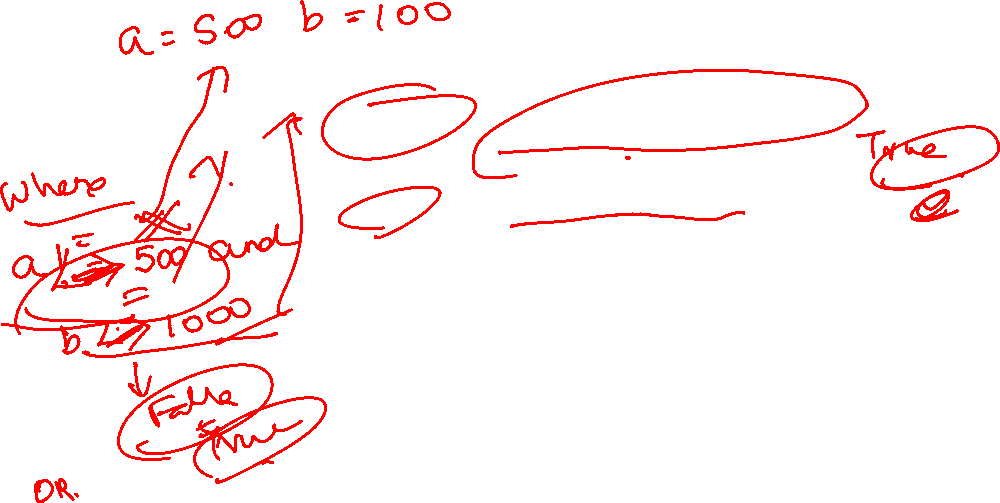 a = 500 b = 100
True
where
a = 500 and
b = 1000
False
True
OR.